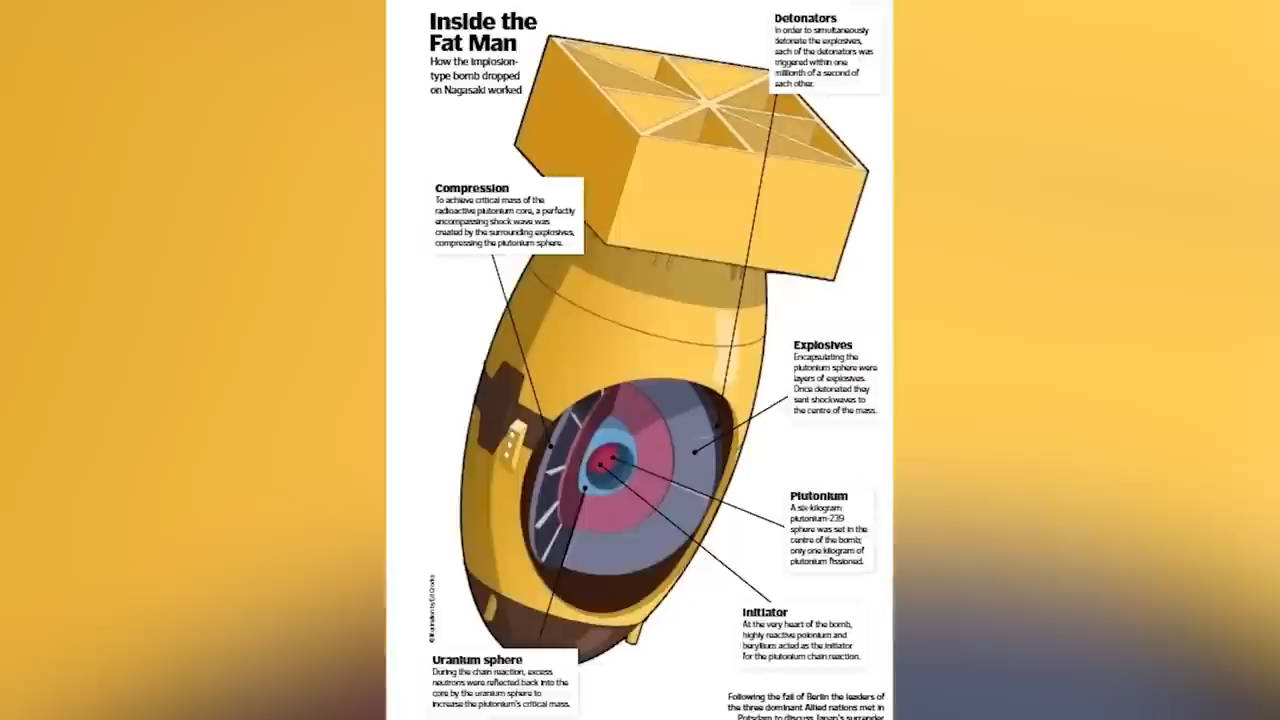 Inside the
Fat Man
How the implosion-
type bomb dropped
on Nagasaki worked
Detonators
In order to simultaneously
detonate the explosives,
each of the detonators was
triggered within one
millionth of a second of
each other.
Compression
To achieve critical mass of the
radioactive plutonium core, a perfectly
encompassing shock wave was
created by the surrounding explosives,
compressing the plutonium sphere.
Explosives
Encapsulating the
plutonium sphere were
layers of explosives.
Once detonated they
sent shockwaves to
the centre of the mass.
Plutonium
A six-kilogram
plutonium-239
sphere was set in the
centre of the bomb;
only one kilogram of
plutonium fissioned.
Initiator
At the very heart of the bomb,
highly reactive polonium and
beryllium acted as the initiator
for the plutonium chain reaction.
Uranium sphere
During the chain reaction, excess
neutrons were reflected back into the
core by the uranium sphere to
increase the plutonium's critical mass.
Following the fall of Berlin the leaders of
the three dominant Allied nations met in
Potsdam to discuss Japan's surrender